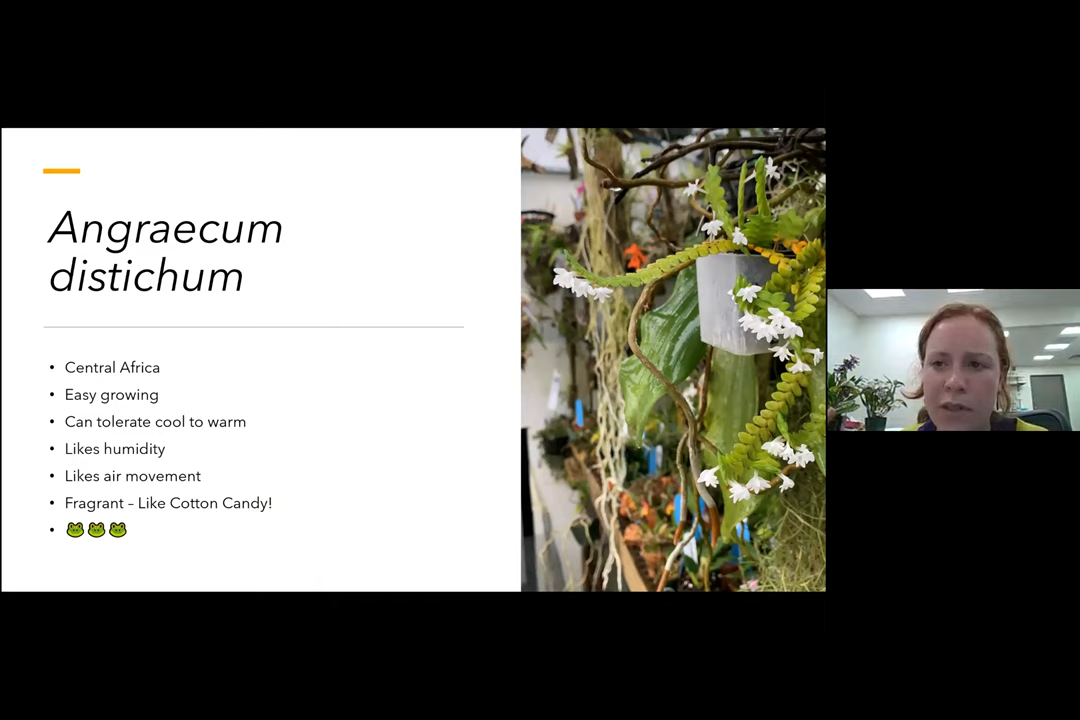 Angraecum
distichum
• Central Africa
• Easy growing
• Can tolerate cool to warm
• Likes humidity
• Likes air movement
• Fragrant – Like Cotton Candy!
• 🐸🐸🐸